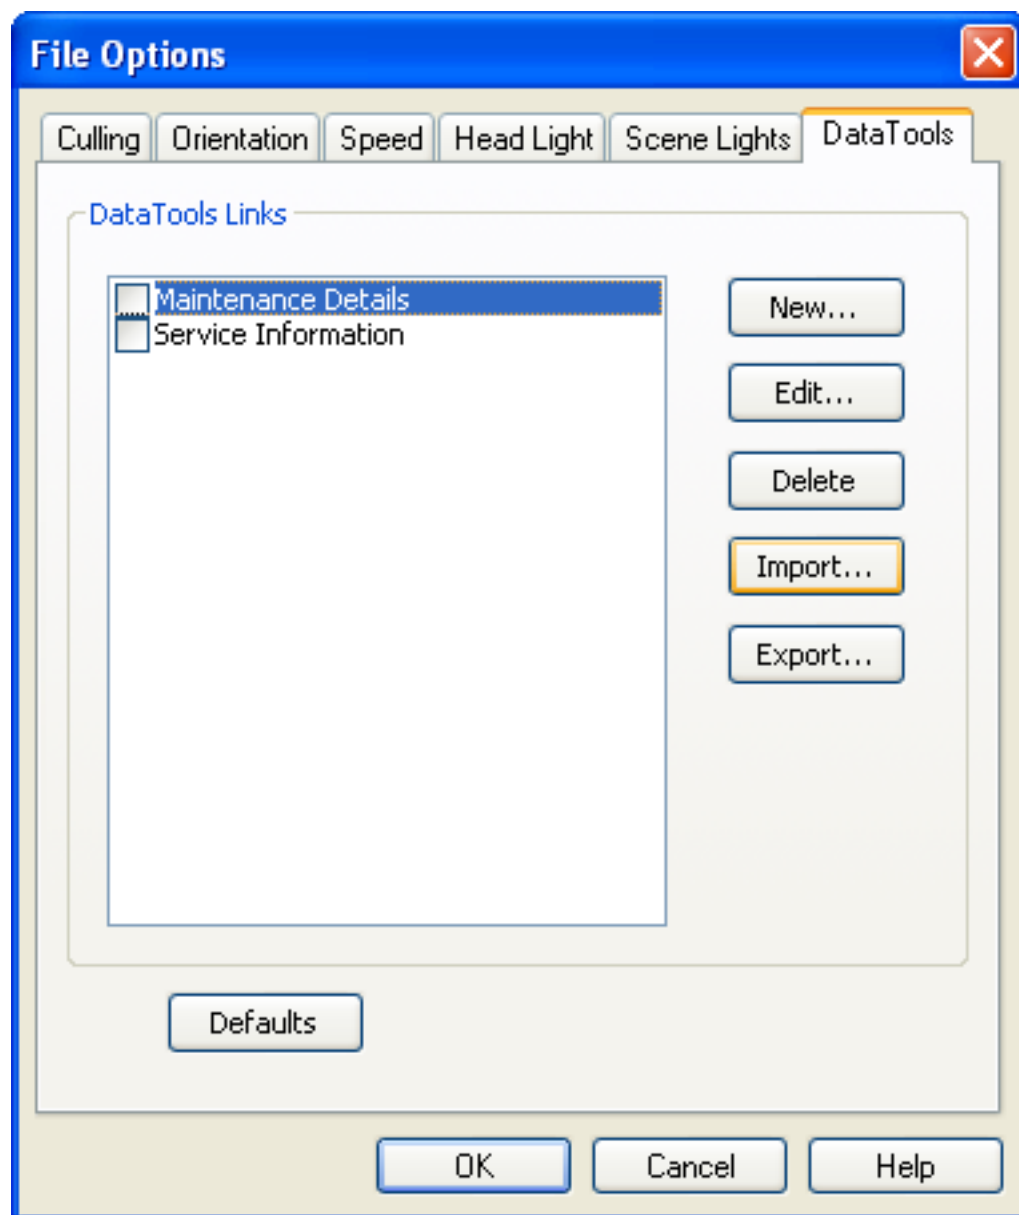 File Options
Culling Orientation Speed Head Light Scene Lights DataTools
DataTools Links
Maintenance Details
Service Information
New...
Edit...
Delete
Import...
Export...
Defaults
OK Cancel Help